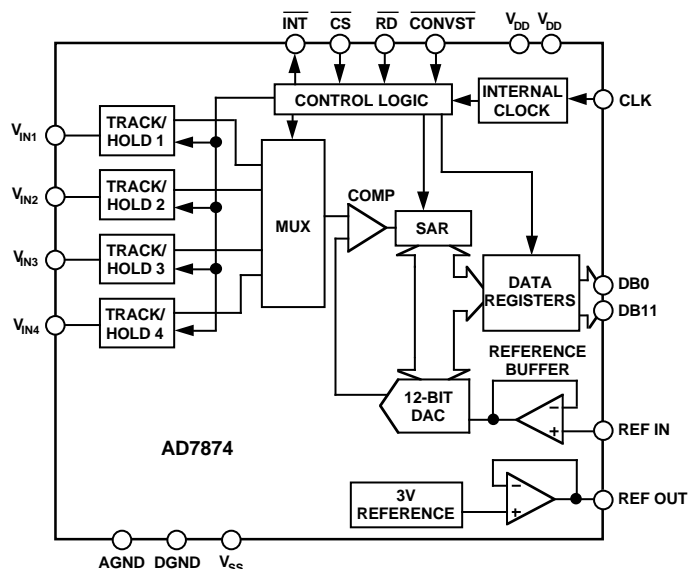 INT CS RD CONVST VDD VDD
CONTROL LOGIC
INTERNAL
CLOCK
CLK
VIN1
TRACK/
HOLD 1
VIN2
TRACK/
HOLD 2
VIN3
TRACK/
HOLD 3
VIN4
TRACK/
HOLD 4
MUX
COMP
SAR
DATA
REGISTERS
DB0
DB11
REFERENCE
BUFFER
12-BIT
DAC
−
+
REF IN
AD7874
3V
REFERENCE
−
+
REF OUT
AGND DGND VSS